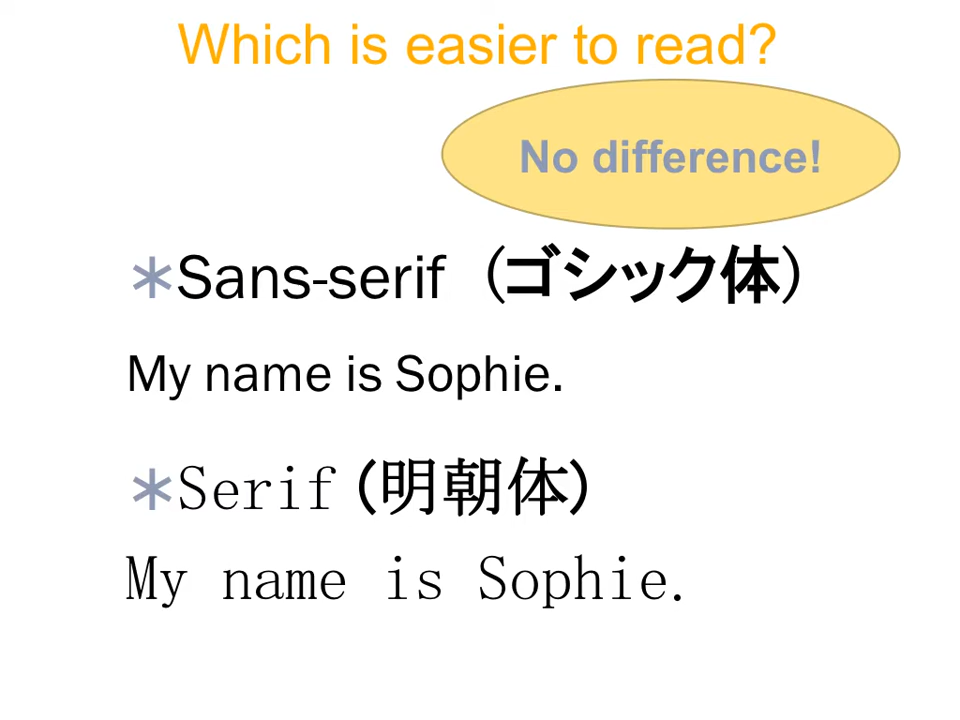 Which is easier to read?
No difference!
＊Sans-serif （ゴシック体）
My name is Sophie.
＊Serif (明朝体)
My name is Sophie.